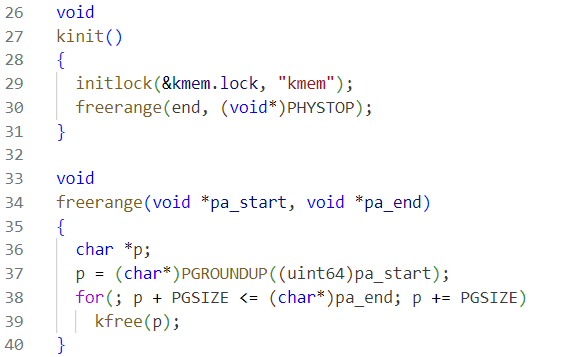 26 void
27 kinit()
28 {
29   initlock(&kmem.lock, "kmem");
30   freerange(end, (void*)PHYSTOP);
31 }
32
33 void
34 freerange(void *pa_start, void *pa_end)
35 {
36   char *p;
37   p = (char*)PGROUNDUP((uint64)pa_start);
38   for(; p + PGSIZE <= (char*)pa_end; p += PGSIZE)
39     kfree(p);
40 }